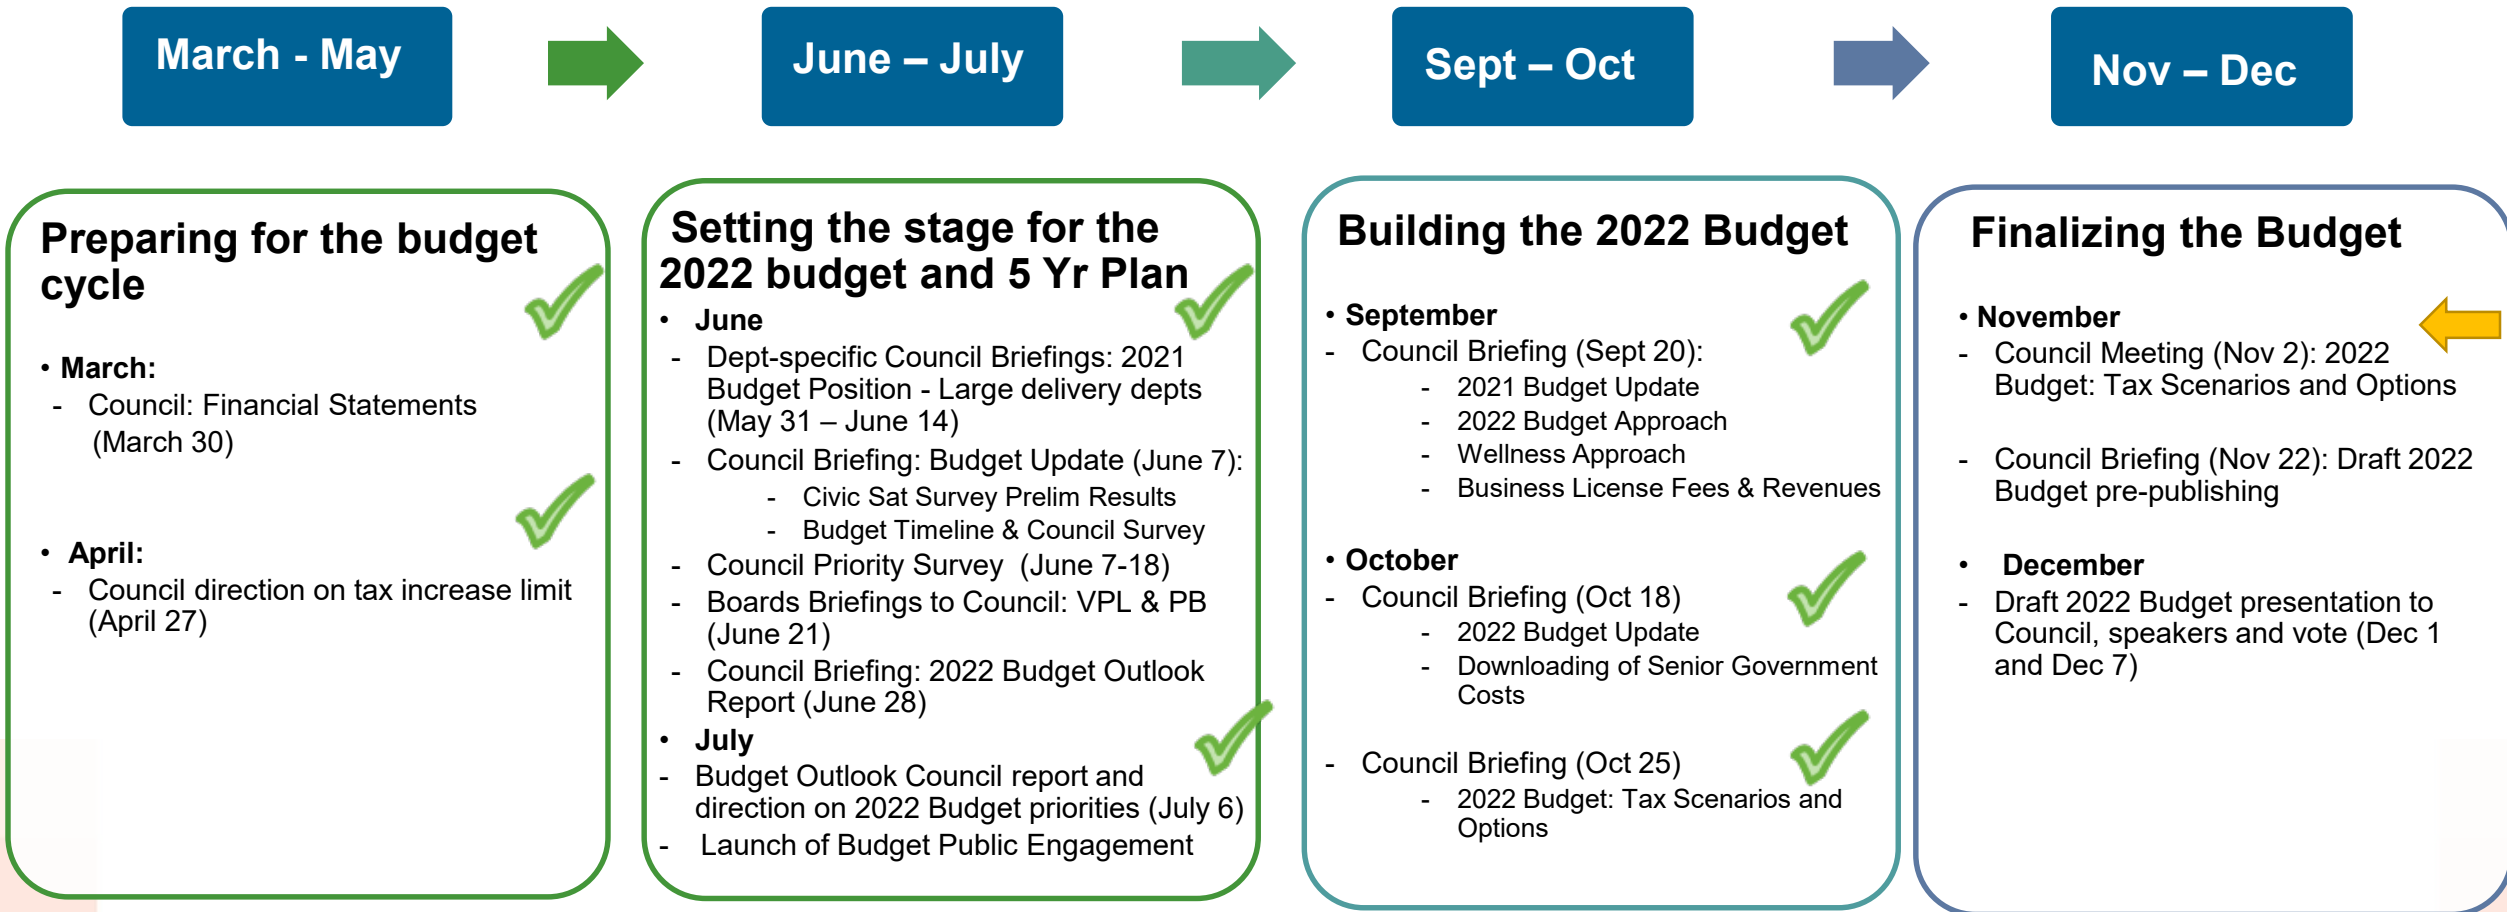 March - May
June – July
Sept – Oct
Nov – Dec
Preparing for the budget
cycle
• March:
- Council: Financial Statements
(March 30)
• April:
- Council direction on tax increase limit
(April 27)
Setting the stage for the
2022 budget and 5 Yr Plan
• June
- Dept-specific Council Briefings: 2021
Budget Position - Large delivery depts
(May 31 – June 14)
- Council Briefing: Budget Update (June 7):
- Civic Sat Survey Prelim Results
- Budget Timeline & Council Survey
- Council Priority Survey (June 7-18)
- Boards Briefings to Council: VPL & PB
(June 21)
- Council Briefing: 2022 Budget Outlook
Report (June 28)
• July
- Budget Outlook Council report and
direction on 2022 Budget priorities (July 6)
- Launch of Budget Public Engagement
Building the 2022 Budget
• September
- Council Briefing (Sept 20):
- 2021 Budget Update
- 2022 Budget Approach
- Wellness Approach
- Business License Fees & Revenues
• October
- Council Briefing (Oct 18)
- 2022 Budget Update
- Downloading of Senior Government
Costs
- Council Briefing (Oct 25)
- 2022 Budget: Tax Scenarios and
Options
Finalizing the Budget
• November
- Council Meeting (Nov 2): 2022
Budget: Tax Scenarios and Options
- Council Briefing (Nov 22): Draft 2022
Budget pre-publishing
• December
- Draft 2022 Budget presentation to
Council, speakers and vote (Dec 1
and Dec 7)